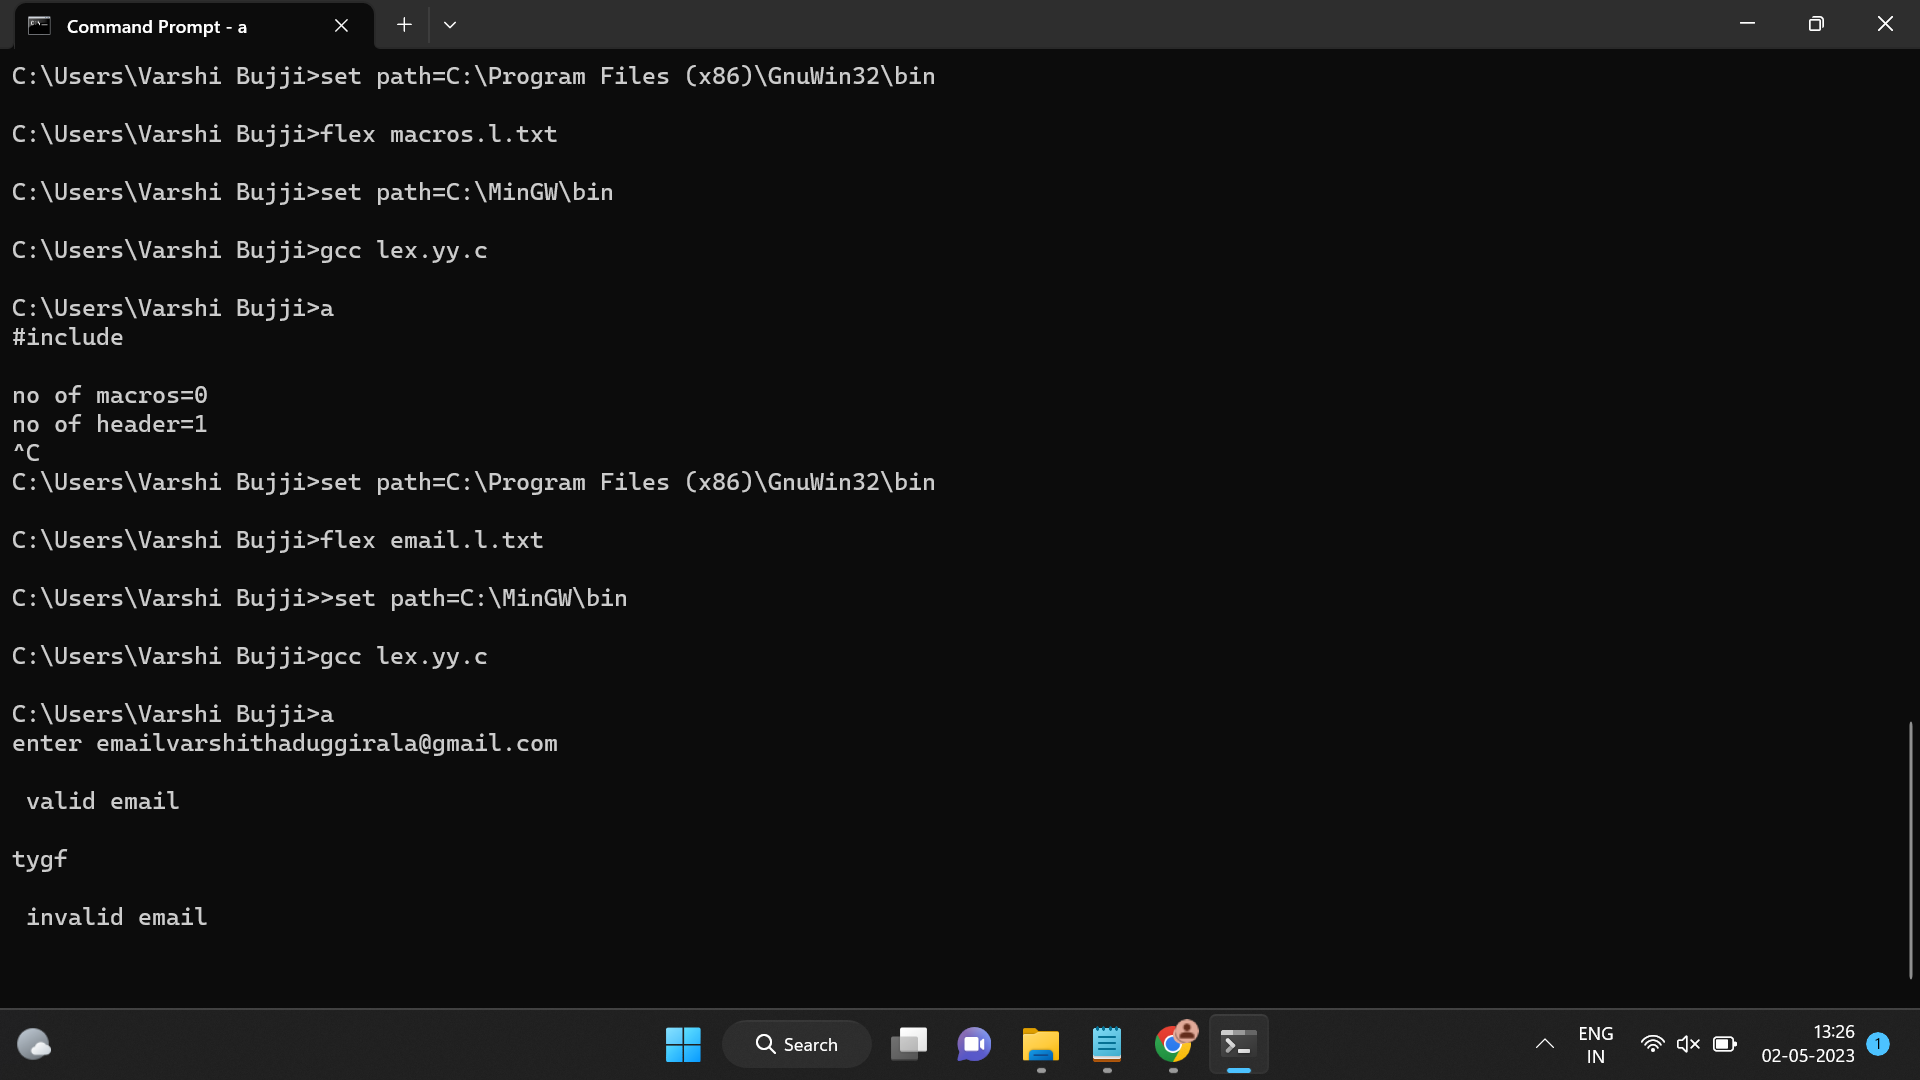 Command Prompt - a
C:\Users\Varshi Bujji>set path=C:\Program Files (x86)\GnuWin32\bin
C:\Users\Varshi Bujji>flex macros.l.txt
C:\Users\Varshi Bujji>set path=C:\MinGW\bin
C:\Users\Varshi Bujji>gcc lex.yy.c
C:\Users\Varshi Bujji>a
#include
no of macros=0
no of header=1
^C
C:\Users\Varshi Bujji>set path=C:\Program Files (x86)\GnuWin32\bin
C:\Users\Varshi Bujji>flex email.l.txt
C:\Users\Varshi Bujji>>set path=C:\MinGW\bin
C:\Users\Varshi Bujji>gcc lex.yy.c
C:\Users\Varshi Bujji>a
enter emailvarshithaduggirala@gmail.com
valid email
tygf
invalid email
Search
ENG
IN
13:26
02-05-2023
1